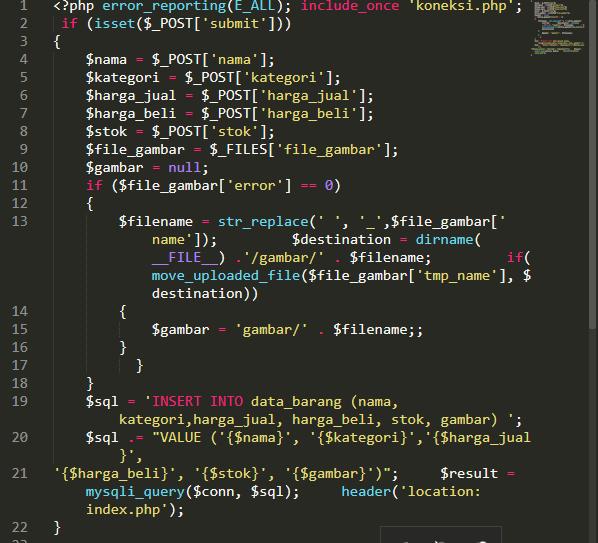 1 <?php error_reporting(E_ALL); include_once 'koneksi.php';
2 if (isset($_POST['submit']))
3 {
4 $nama = $_POST['nama'];
5 $kategori = $_POST['kategori'];
6 $harga_jual = $_POST['harga_jual'];
7 $harga_beli = $_POST['harga_beli'];
8 $stok = $_POST['stok'];
9 $file_gambar = $_FILES['file_gambar'];
10 $gambar = null;
11 if ($file_gambar['error'] == 0)
12 {
13 $filename = str_replace(' ', '_',$file_gambar['
name']); $destination = dirname(
__FILE__) .'/gambar/' . $filename; if(
move_uploaded_file($file_gambar['tmp_name'], $
destination))
14 {
15 $gambar = 'gambar/' . $filename;;
16 }
17 }
18 }
19 $sql = 'INSERT INTO data_barang (nama,
kategori,harga_jual, harga_beli, stok, gambar) ';
20 $sql .= "VALUE ('{$nama}', '{$kategori}','{$harga_jual
}',
21 '{$harga_beli}', '{$stok}', '{$gambar}')"; $result =
mysqli_query($conn, $sql); header('location:
index.php');
22 }